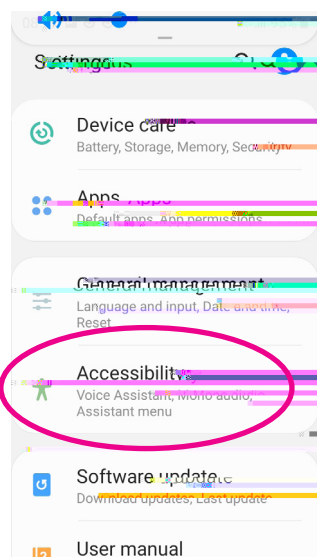 Settings
Device care
Battery, Storage, Memory, Security
Apps
Default apps, App permissions
General management
Language and input, Date and time,
Reset
Accessibility
Voice Assistant, Mono audio,
Assistant menu
Software update
Download updates, Last update
User manual